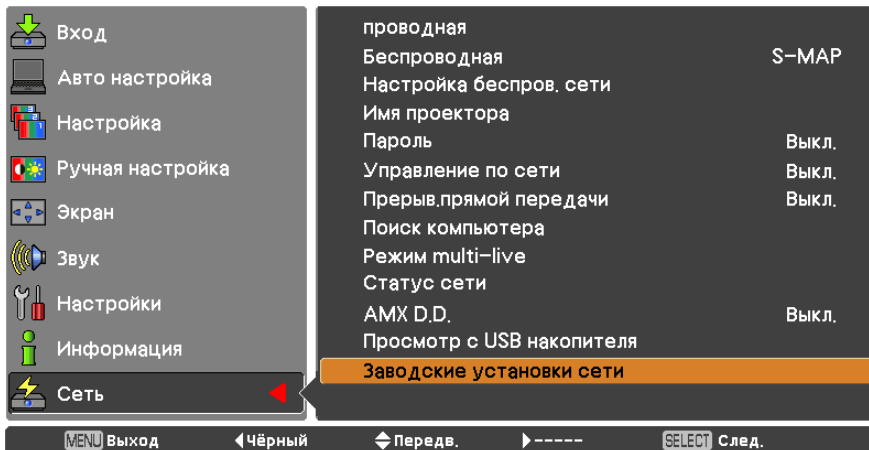 Вход
Авто настройка
Настройка
Ручная настройка
Экран
Звук
Настройки
Информация
Сеть
проводная
Беспроводная S-MAP
Настройка беспров. сети
Имя проектора
Пароль Выкл.
Управление по сети Выкл.
Прерыв.прямой передачи Выкл.
Поиск компьютера
Режим multi-live
Статус сети
AMX D.D. Выкл.
Просмотр с USB накопителя
Заводские установки сети
MENU Выход Чёрный Передв. ----- SELECT След.